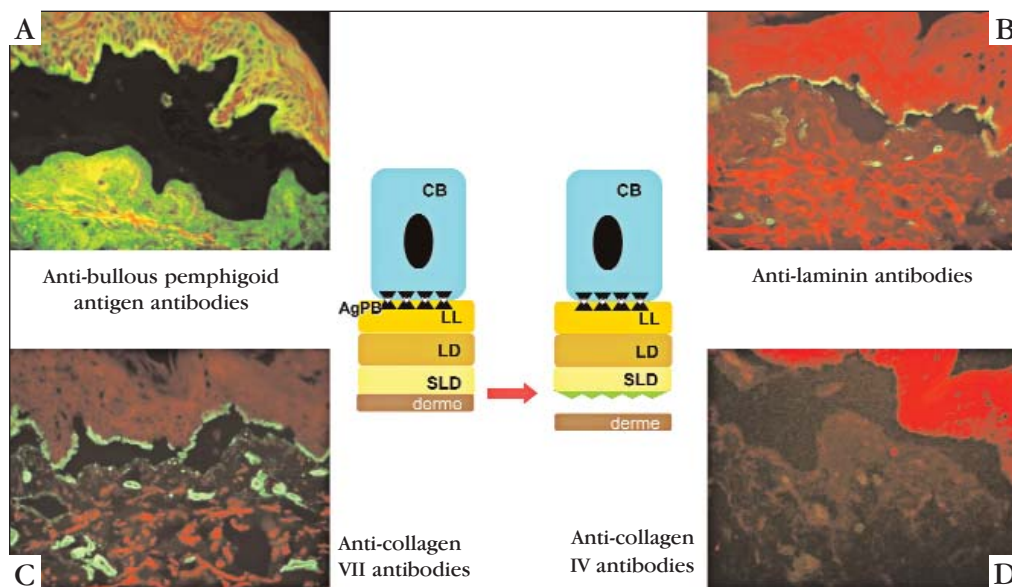 A
B
Anti-bullous pemphigoid
antigen antibodies
Anti-laminin antibodies
CB
AgPB
LL
LD
SLD
dermo
CB
LL
LD
SLD
derme
C
Anti-collagen
VII antibodies
Anti-collagen
IV antibodies
D